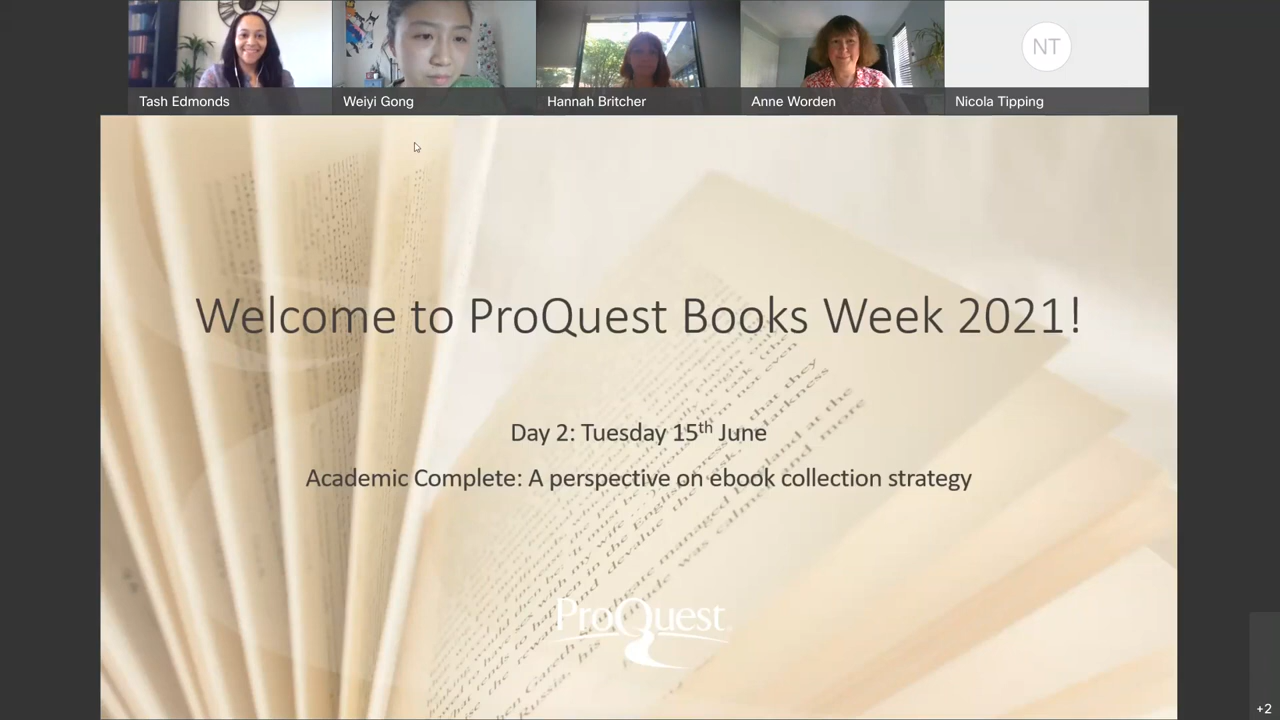 Tash Edmonds
Weiyi Gong
Hannah Britcher
Anne Worden
NT
Nicola Tipping
Welcome to ProQuest Books Week 2021!
Day 2: Tuesday 15th June
Academic Complete: A perspective on ebook collection strategy
ProQuest
+2